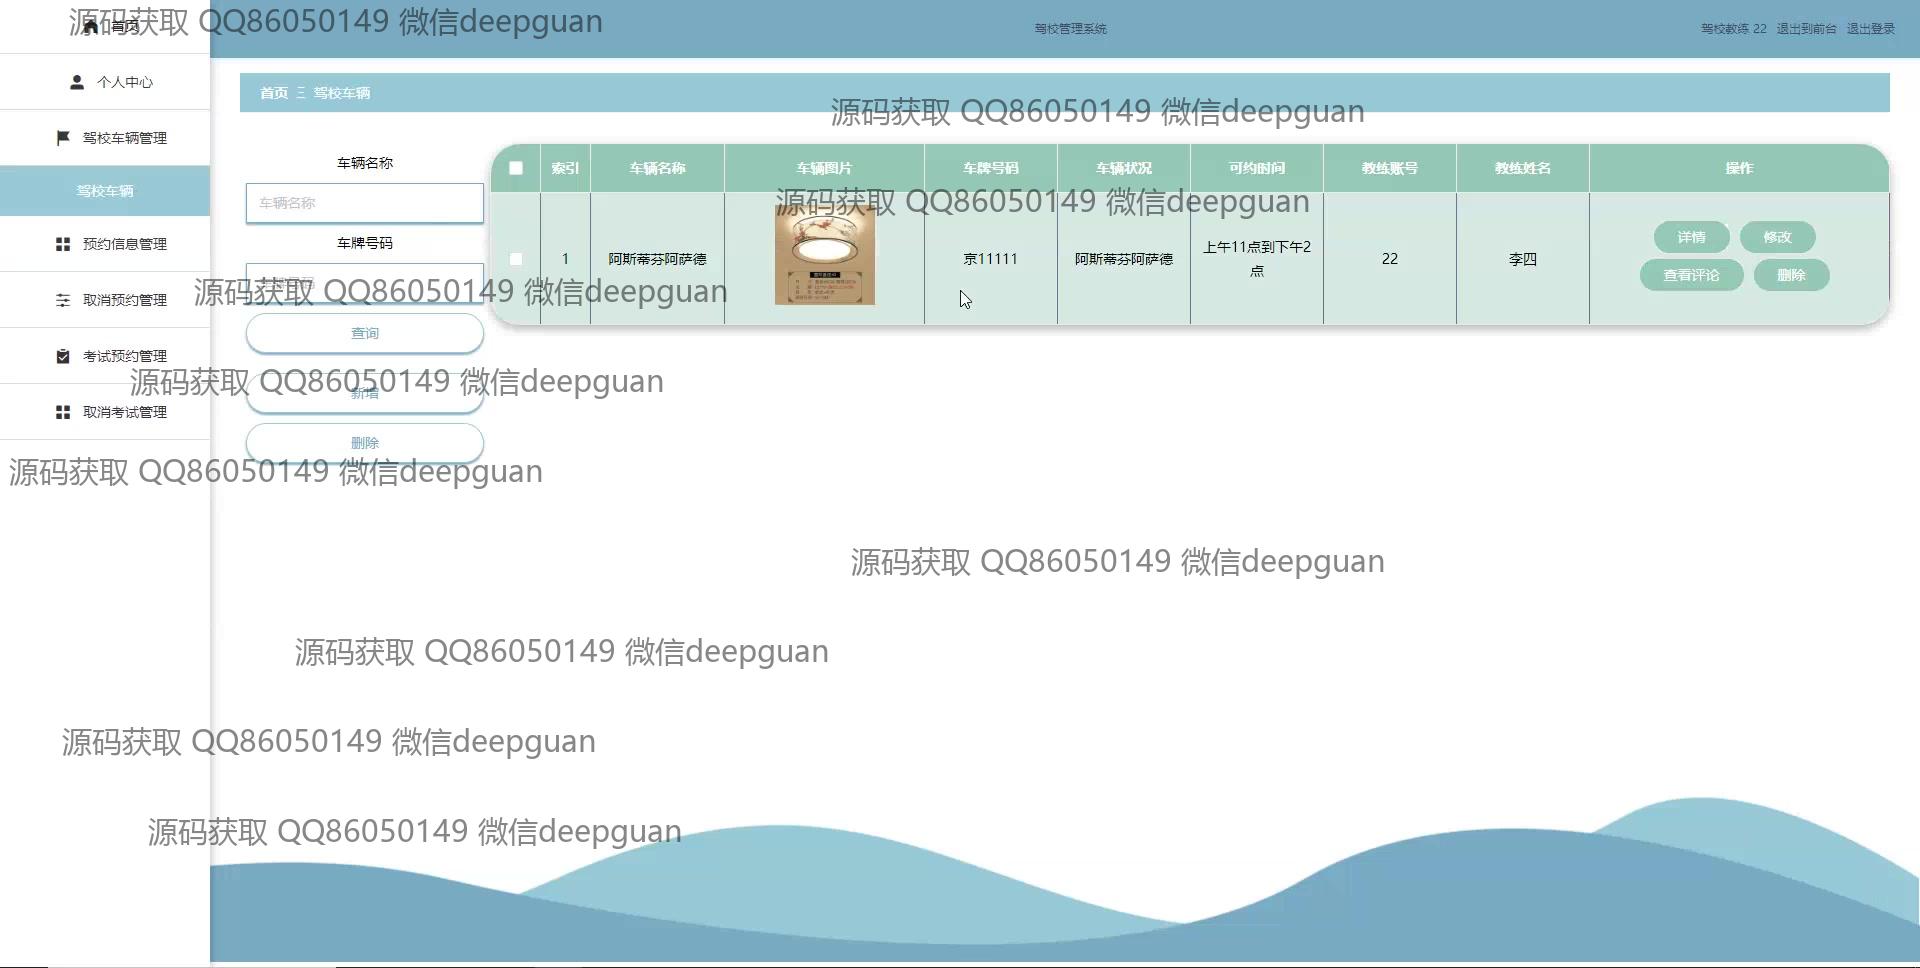 首页
驾校管理系统
驾校教练 22 退出到前台 退出登录
源码获取 QQ86050149 微信deepguan
个人中心
首页 Ξ 驾校车辆
源码获取 QQ86050149 微信deepguan
驾校车辆管理
驾校车辆
预约信息管理
取消预约管理
考试预约管理
取消考试管理
车辆名称
车辆名称
车牌号码
车牌号码
查询
新增
删除
索引 车辆名称 车辆图片 车牌号码 车辆状况 可约时间 教练账号 教练姓名 操作
源码获取 QQ86050149 微信deepguan
1 阿斯蒂芬阿萨德 京11111 阿斯蒂芬阿萨德 上午11点到下午2
点
22 李四
详情 修改
查看评论 删除
源码获取 QQ86050149 微信deepguan
源码获取 QQ86050149 微信deepguan
源码获取 QQ86050149 微信deepguan
源码获取 QQ86050149 微信deepguan
源码获取 QQ86050149 微信deepguan
源码获取 QQ86050149 微信deepguan
源码获取 QQ86050149 微信deepguan